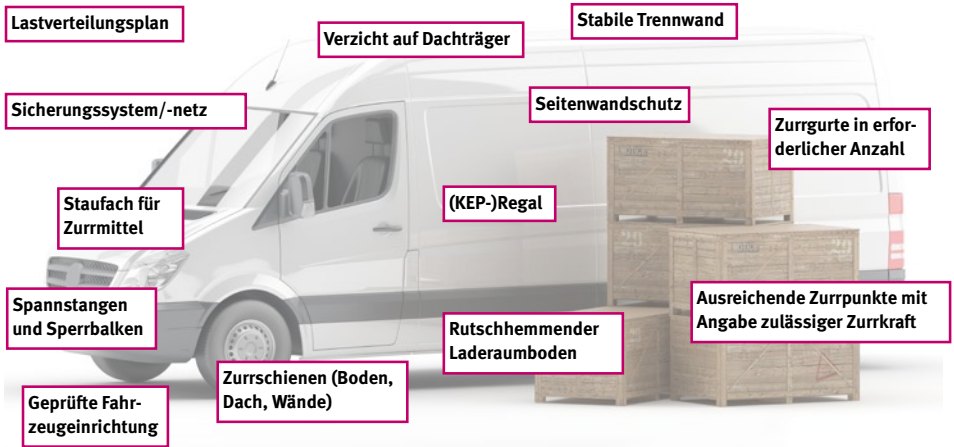 Lastverteilungsplan
Verzicht auf Dachträger
Stabile Trennwand
Sicherungssystem/-netz
Seitenwandschutz
Zurrgurte in erfor-
derlicher Anzahl
Staufach für
Zurrmittel
(KEP-)Regal
Spannstangen
und Sperrbalken
Ausreichende Zurrpunkte mit
Angabe zulässiger Zurrkraft
Rutschhemmender
Laderaumboden
Zurrschienen (Boden,
Dach, Wände)
Geprüfte Fahr-
zeugeinrichtung